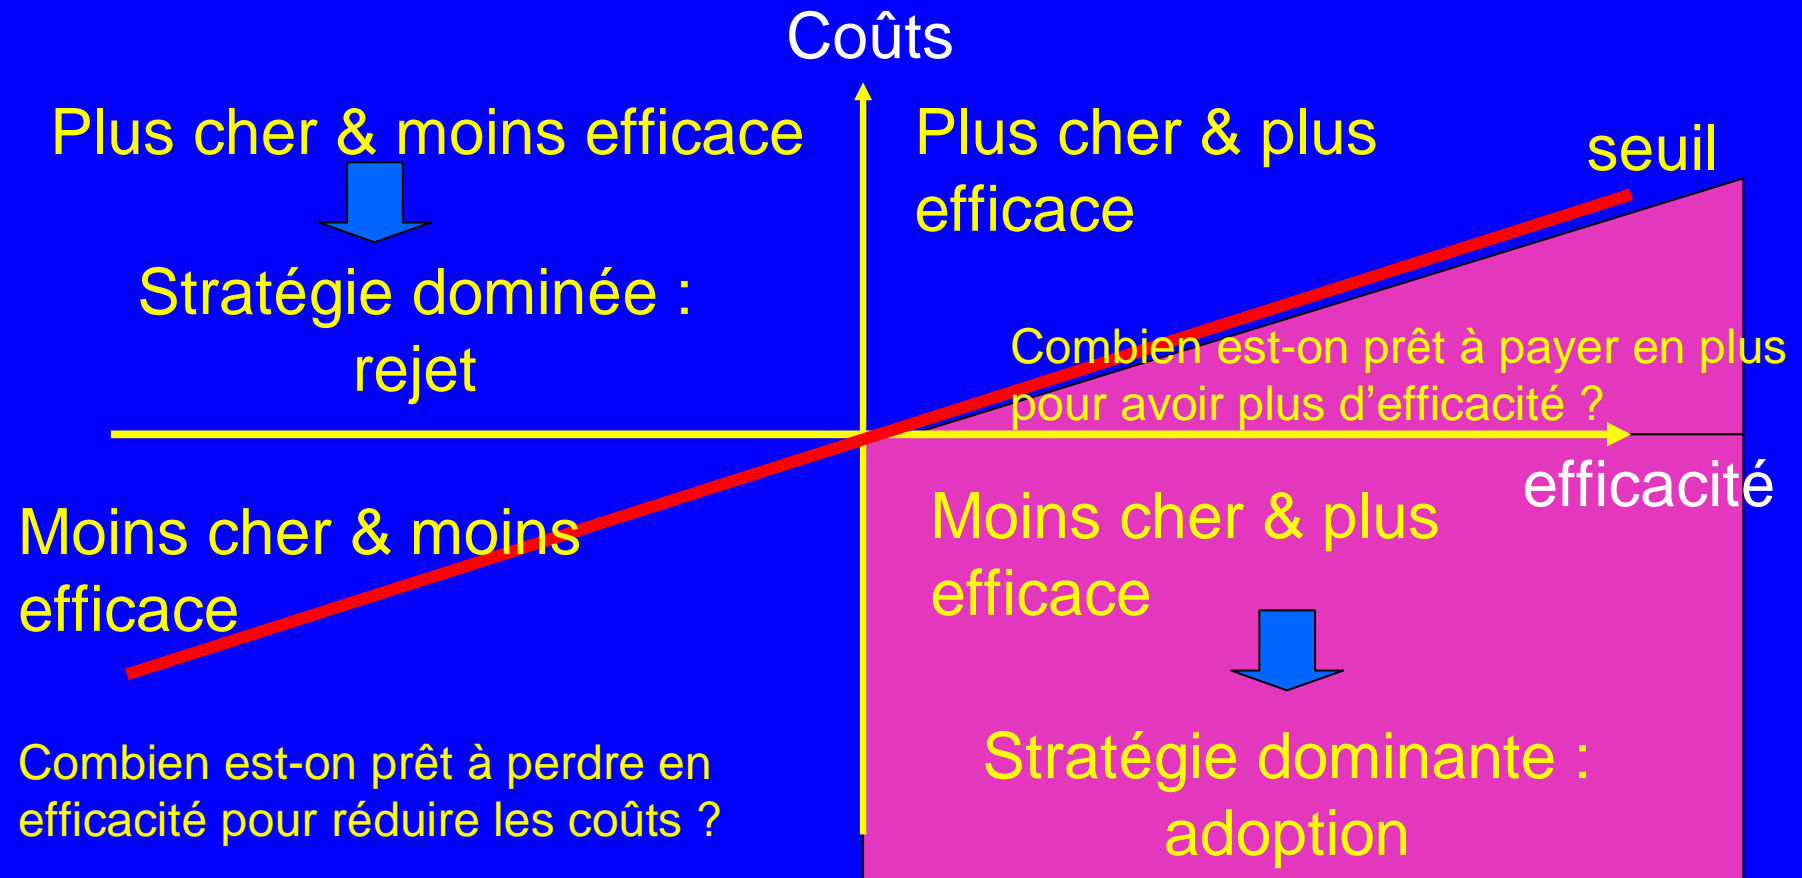 Coûts
Plus cher & moins efficace
Stratégie dominée :
rejet
Plus cher & plus
efficace
seuil
Combien est-on prêt à payer en plus
pour avoir plus d’efficacité ?
efficacité
Moins cher & moins
efficace
Combien est-on prêt à perdre en
efficacité pour réduire les coûts ?
Moins cher & plus
efficace
Stratégie dominante :
adoption